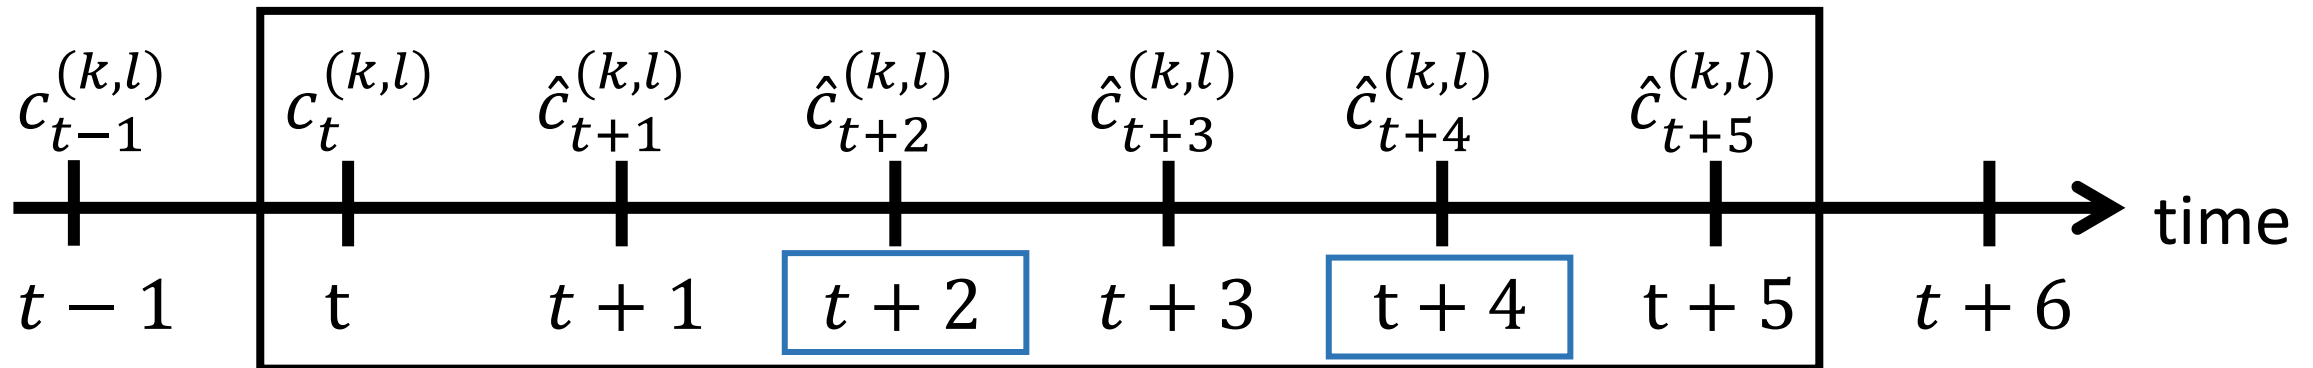 c_{t-1}^{(k,l)} c_t^{(k,l)} ĉ_{t+1}^{(k,l)} ĉ_{t+2}^{(k,l)} ĉ_{t+3}^{(k,l)} ĉ_{t+4}^{(k,l)} ĉ_{t+5}^{(k,l)}
time
t − 1 t t + 1 t + 2 t + 3 t + 4 t + 5 t + 6